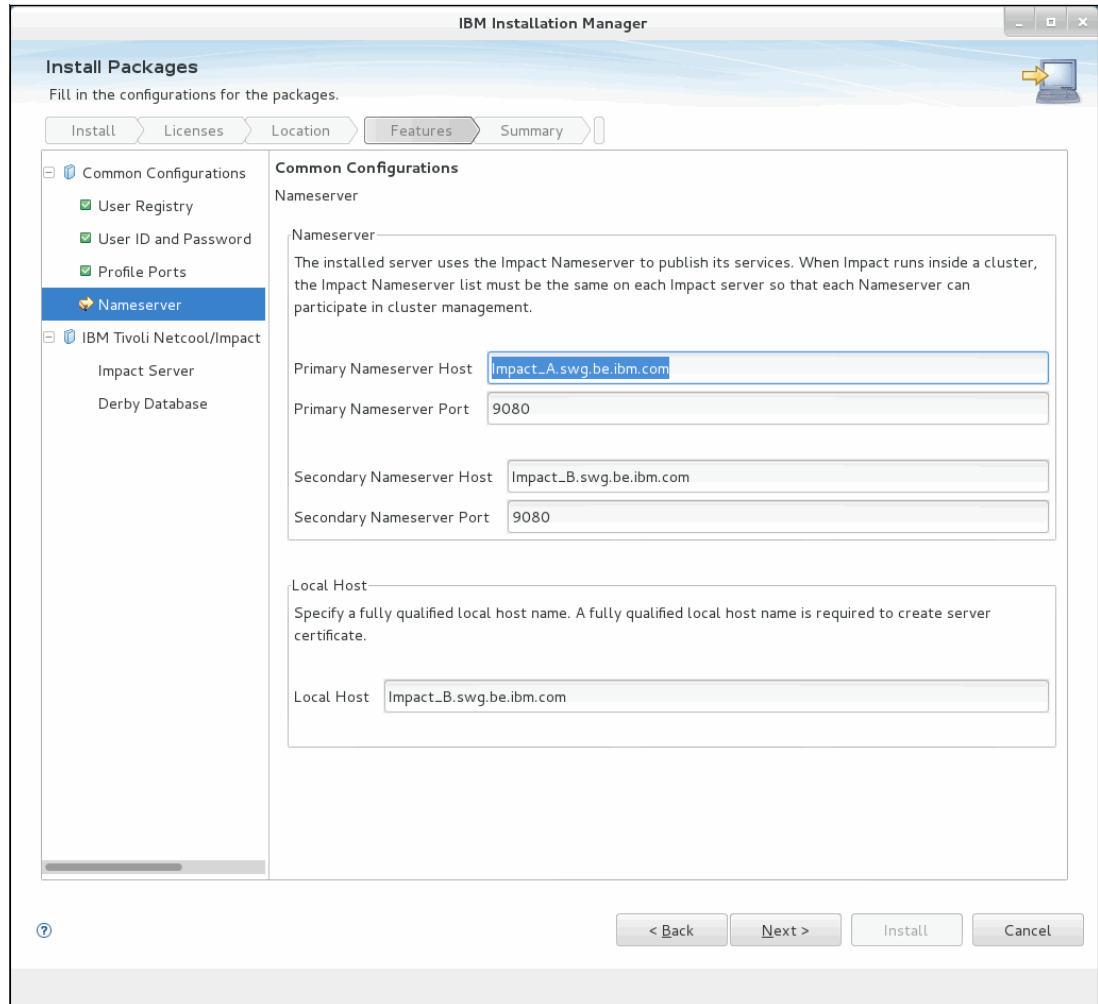 IBM Installation Manager
Install Packages
Fill in the configurations for the packages.
Install
Licenses
Location
Features
Summary
Common Configurations
User Registry
User ID and Password
Profile Ports
Nameserver
IBM Tivoli Netcool/Impact
Impact Server
Derby Database
Common Configurations
Nameserver
Nameserver
The installed server uses the Impact Nameserver to publish its services. When Impact runs inside a cluster,
the Impact Nameserver list must be the same on each Impact server so that each Nameserver can
participate in cluster management.
Primary Nameserver Host Impact_A.swg.be.ibm.com
Primary Nameserver Port 9080
Secondary Nameserver Host Impact_B.swg.be.ibm.com
Secondary Nameserver Port 9080
Local Host
Specify a fully qualified local host name. A fully qualified local host name is required to create server
certificate.
Local Host Impact_B.swg.be.ibm.com
?
< Back
Next >
Install
Cancel